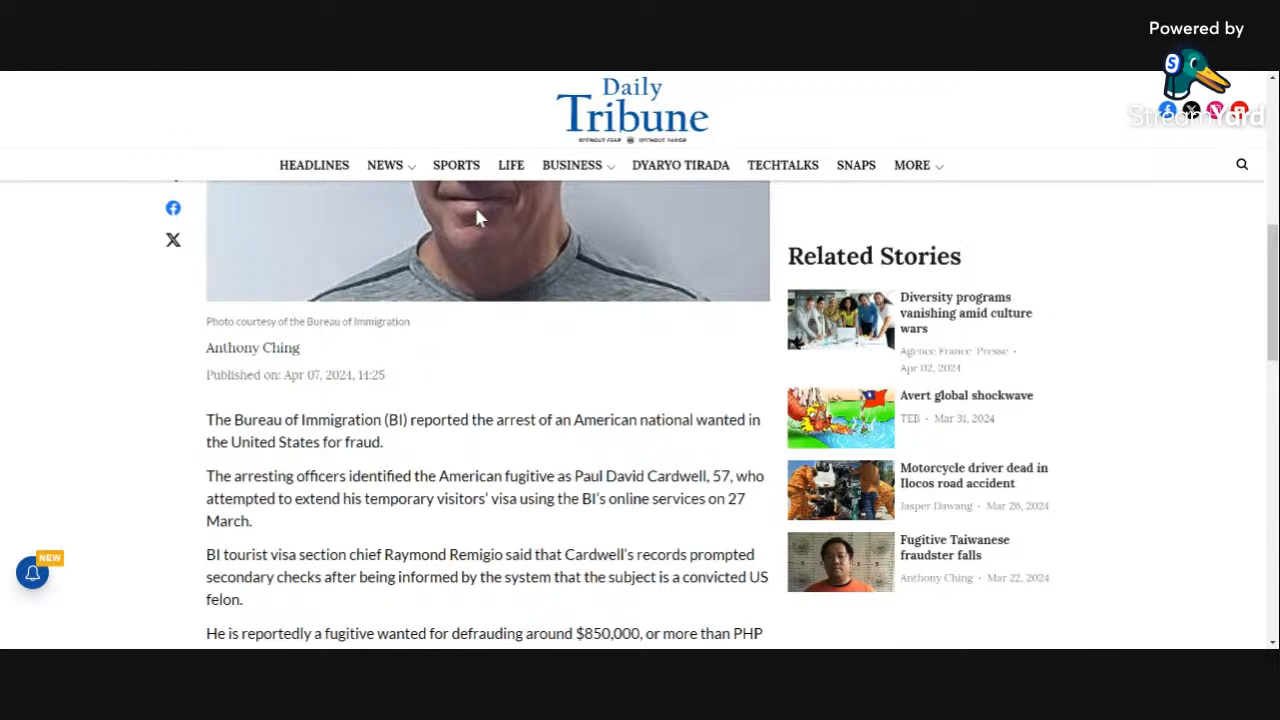 Powered by
StreamYard
Daily
Tribune
WITHOUT FEAR WITHOUT FAVOR
HEADLINES NEWS SPORTS LIFE BUSINESS DYARYO TIRADA TECHTALKS SNAPS MORE
Photo courtesy of the Bureau of Immigration
Anthony Ching
Published on: Apr 07, 2024, 14:25
The Bureau of Immigration (BI) reported the arrest of an American national wanted in
the United States for fraud.
The arresting officers identified the American fugitive as Paul David Cardwell, 57, who
attempted to extend his temporary visitors' visa using the BI's online services on 27
March.
BI tourist visa section chief Raymond Remigio said that Cardwell's records prompted
secondary checks after being informed by the system that the subject is a convicted US
felon.
He is reportedly a fugitive wanted for defrauding around $850,000, or more than PHP
NEW
Related Stories
Diversity programs
vanishing amid culture
wars
Agence France-Presse ·
Apr 02, 2024
Avert global shockwave
TEB · Mar 31, 2024
Motorcycle driver dead in
Ilocos road accident
Jasper Dawang · Mar 26, 2024
Fugitive Taiwanese
fraudster falls
Anthony Ching · Mar 22, 2024